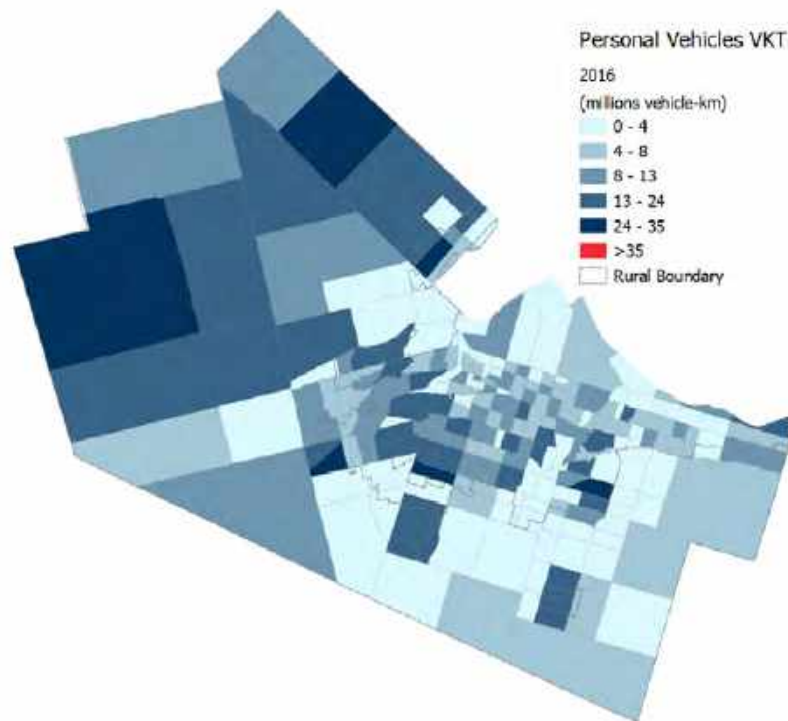 Personal Vehicles VKT
2016
(millions vehicle-km)
0 - 4
4 - 8
8 - 13
13 - 24
24 - 35
>35
Rural Boundary